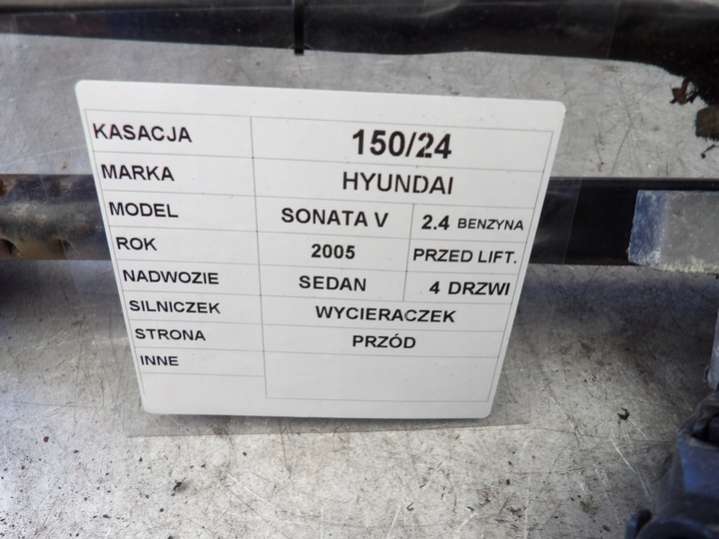 KASACJA 150/24
MARKA HYUNDAI
MODEL SONATA V 2.4 BENZYNA
ROK 2005 PRZED LIFT.
NADWOZIE SEDAN 4 DRZWI
SILNICZEK WYCIERACZEK
STRONA PRZÓD
INNE